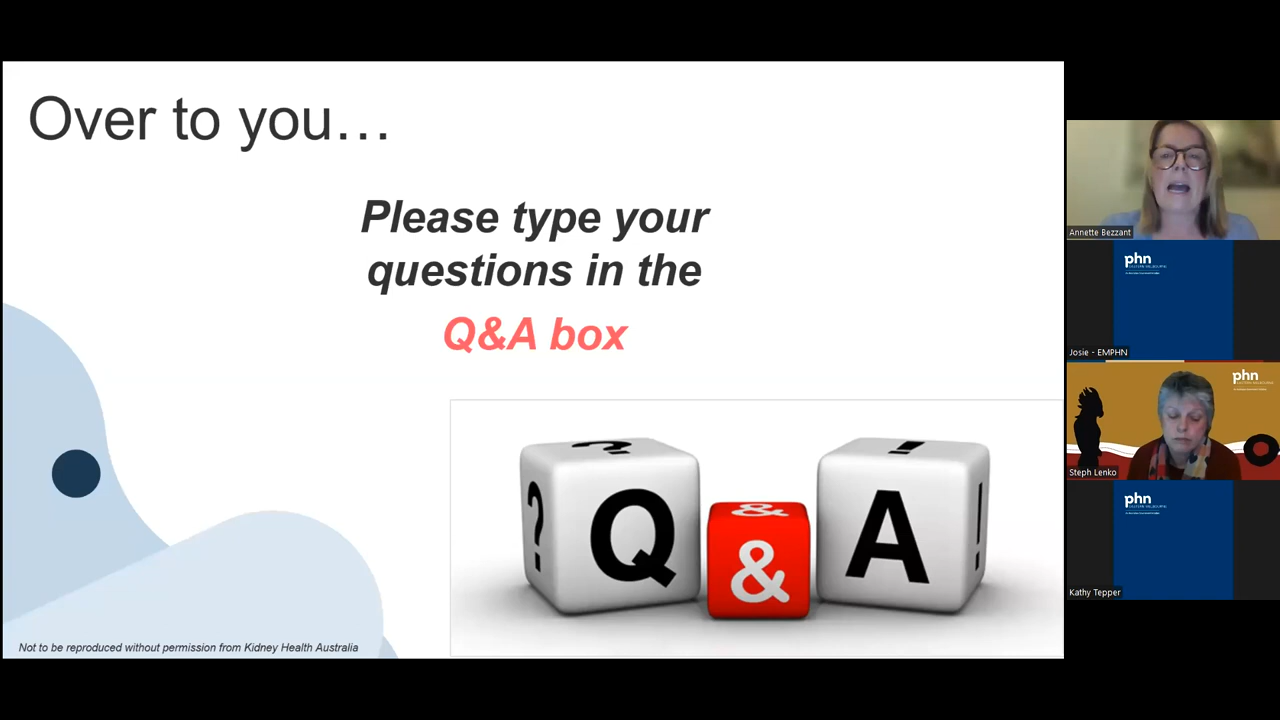 Over to you…
Please type your
questions in the
Q&A box
? ! 
? Q & & A !
Not to be reproduced without permission from Kidney Health Australia
Annette Bezzant
phn
Josie - EMPHN
phn
Steph Lenko
phn
Kathy Tepper